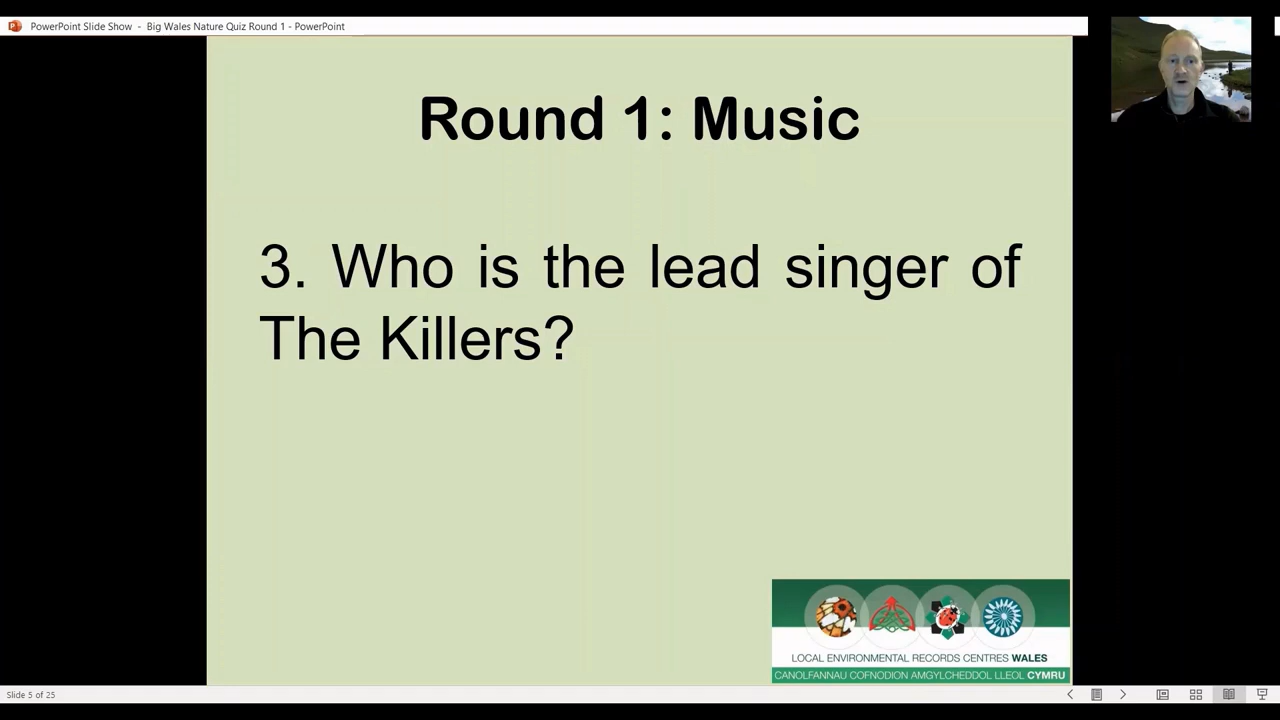 PowerPoint Slide Show - Big Wales Nature Quiz Round 1 - PowerPoint
Round 1: Music
3. Who is the lead singer of
The Killers?
LOCAL ENVIRONMENTAL RECORDS CENTRES WALES
CANOLFANNAU COFNODION AMGYLCHEDDOL LLEOL CYMRU
Slide 5 of 25